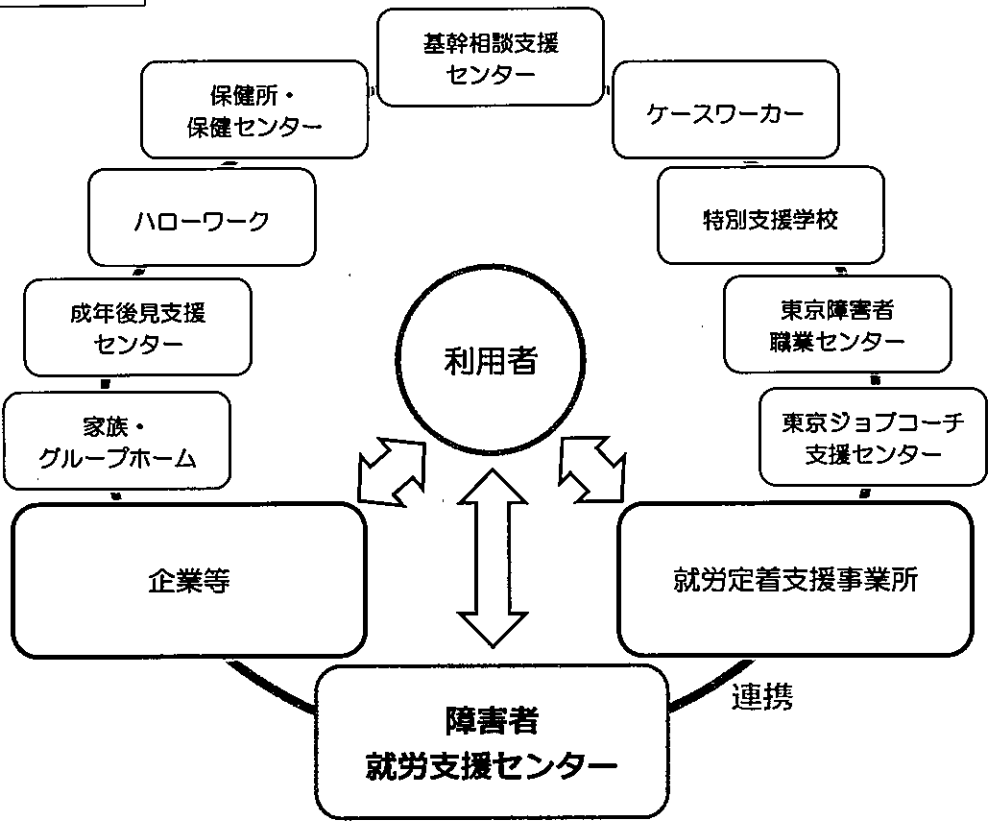 基幹相談支援
センター
保健所・
保健センター
ケースワーカー
ハローワーク
特別支援学校
成年後見支援
センター
利用者
東京障害者
職業センター
家族・
グループホーム
東京ジョブコーチ
支援センター
企業等
就労定着支援事業所
連携
障害者
就労支援センター